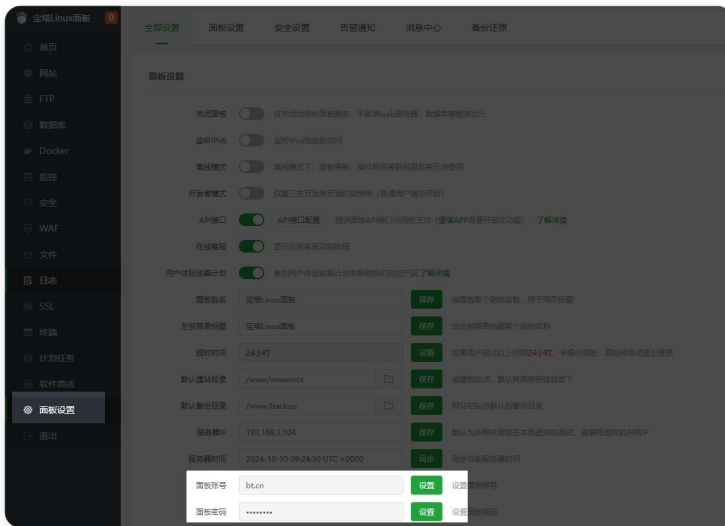 宝塔Linux面板 0
全部设置 面板设置 安全设置 告警通知 消息中心 备份还原
首页
网站
FTP
数据库
Docker
监控
安全
WAF
文件
日志
SSL
终端
计划任务
软件商店
面板设置
退出
面板设置
关闭面板 仅关闭当前的面板服务，不影响web服务器、数据库等程序运行
监听IPv6 监听IPv6地址的访问
离线模式 离线模式下，面板更新、插件购买等联网服务将无法使用
开发者模式 仅第三方开发者开发阶段使用（普通用户请勿开启）
API接口 API接口配置 提供面板API接口访问的支持（堡塔APP需要开启该功能），了解详情
在线客服 显示在线客服功能按钮
用户体验改善计划 参加用户体验改善计划来帮助我们改进产品,了解详情
面板别名 宝塔Linux面板 保存 给面板取个别的名称，用于网页标题
左侧菜单标题 宝塔Linux面板 保存 给左侧菜单标题取个别的名称
超时时间 24小时 设置 如果用户超过以上时间24小时，未操作面板，面板将自动退出登录
默认建站目录 /www/wwwroot 保存 创建的站点，默认将保存到该目录下
默认备份目录 /www/backup 保存 网站和站点默认的备份目录
服务器IP 192.168.1.104 保存 默认为外网IP若您在本地虚拟机测试，请填写虚拟机内网IP
服务器时间 2024-10-30 09:24:30 UTC +0000 同步 同步当前服务器时间
面板账号 bt.cn 设置 设置面板账号
面板密码 •••••••• 设置 设置面板密码